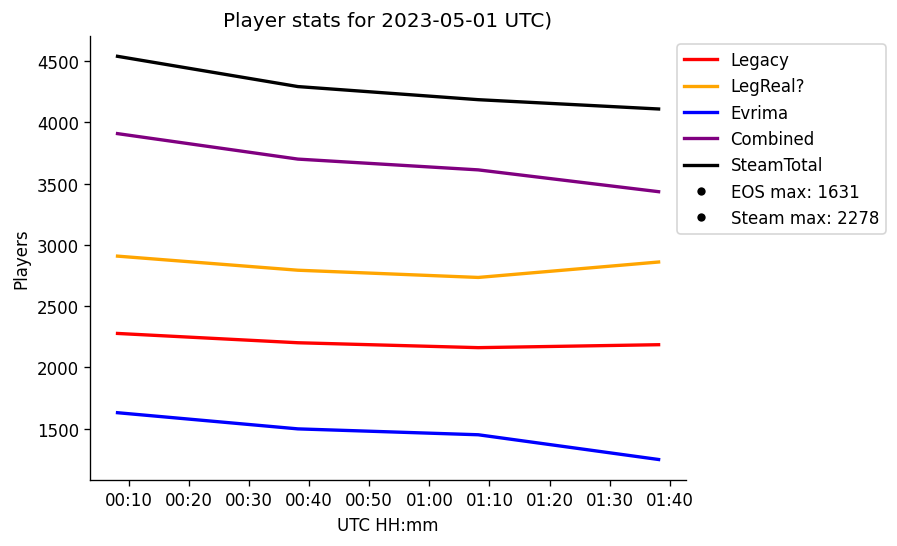 Player stats for 2023-05-01 UTC)
Players
4500
4000
3500
3000
2500
2000
1500
00:10 00:20 00:30 00:40 00:50 01:00 01:10 01:20 01:30 01:40
UTC HH:mm
Legacy
LegReal?
Evrima
Combined
SteamTotal
EOS max: 1631
Steam max: 2278